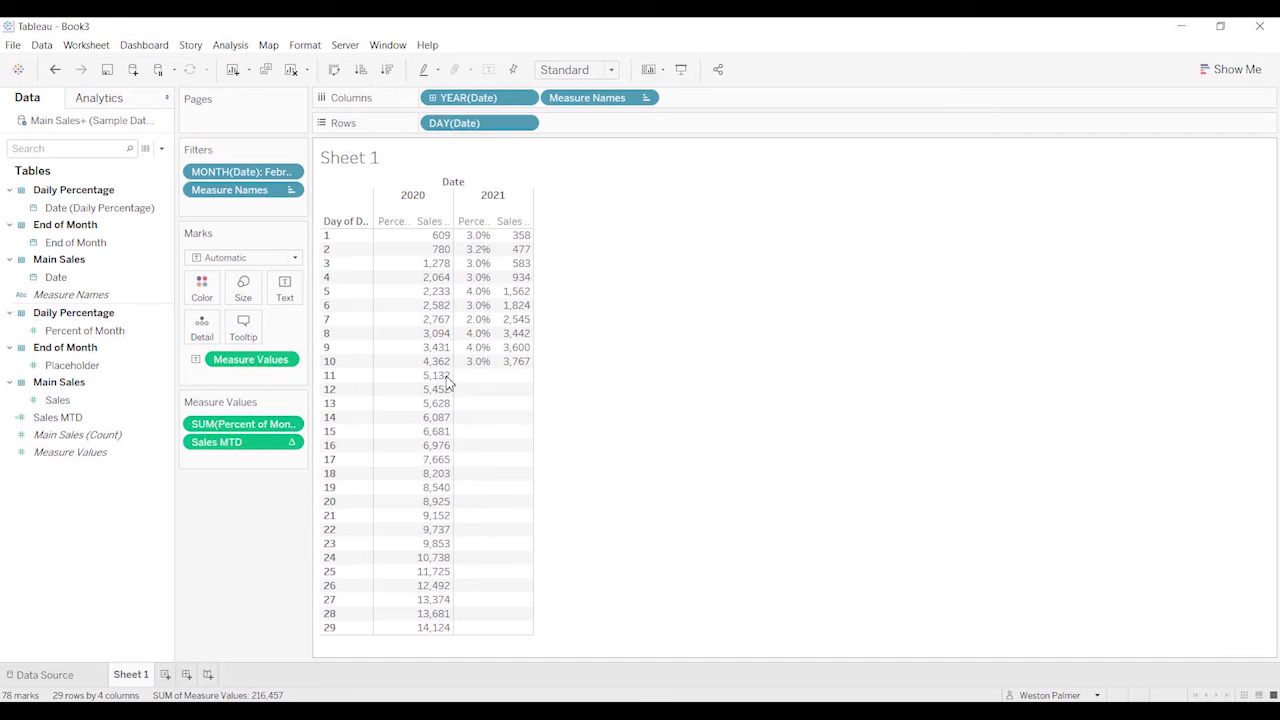 Tableau - Book3
File Data Worksheet Dashboard Story Analysis Map Format Server Window Help
Standard
Show Me
Data Analytics
Main Sales+ (Sample Dat...
Search
Tables
Daily Percentage
Date (Daily Percentage)
End of Month
End of Month
Main Sales
Date
Abc Measure Names
Daily Percentage
Percent of Month
End of Month
Placeholder
Main Sales
Sales
Sales MTD
Main Sales (Count)
Measure Values
Pages
Filters
MONTH(Date): Febr..
Measure Names
Marks
Automatic
Color Size Text
Detail Tooltip
Measure Values
Measure Values
SUM(Percent of Mon..
Sales MTD
Columns YEAR(Date) Measure Names
Rows DAY(Date)
Sheet 1
Date
2020 2021
Day of D.. Perce.. Sales .. Perce.. Sales ..
1 609 3.0% 358
2 780 3.2% 477
3 1,278 3.0% 583
4 2,064 3.0% 934
5 2,233 4.0% 1,562
6 2,582 3.0% 1,824
7 2,767 2.0% 2,545
8 3,094 4.0% 3,442
9 3,431 4.0% 3,600
10 4,362 3.0% 3,767
11 5,132
12 5,452
13 5,628
14 6,087
15 6,681
16 6,976
17 7,665
18 8,203
19 8,540
20 8,925
21 9,152
22 9,737
23 9,853
24 10,738
25 11,725
26 12,492
27 13,374
28 13,681
29 14,124
Data Source Sheet 1
78 marks 29 rows by 4 columns SUM of Measure Values: 216,457
Weston Palmer